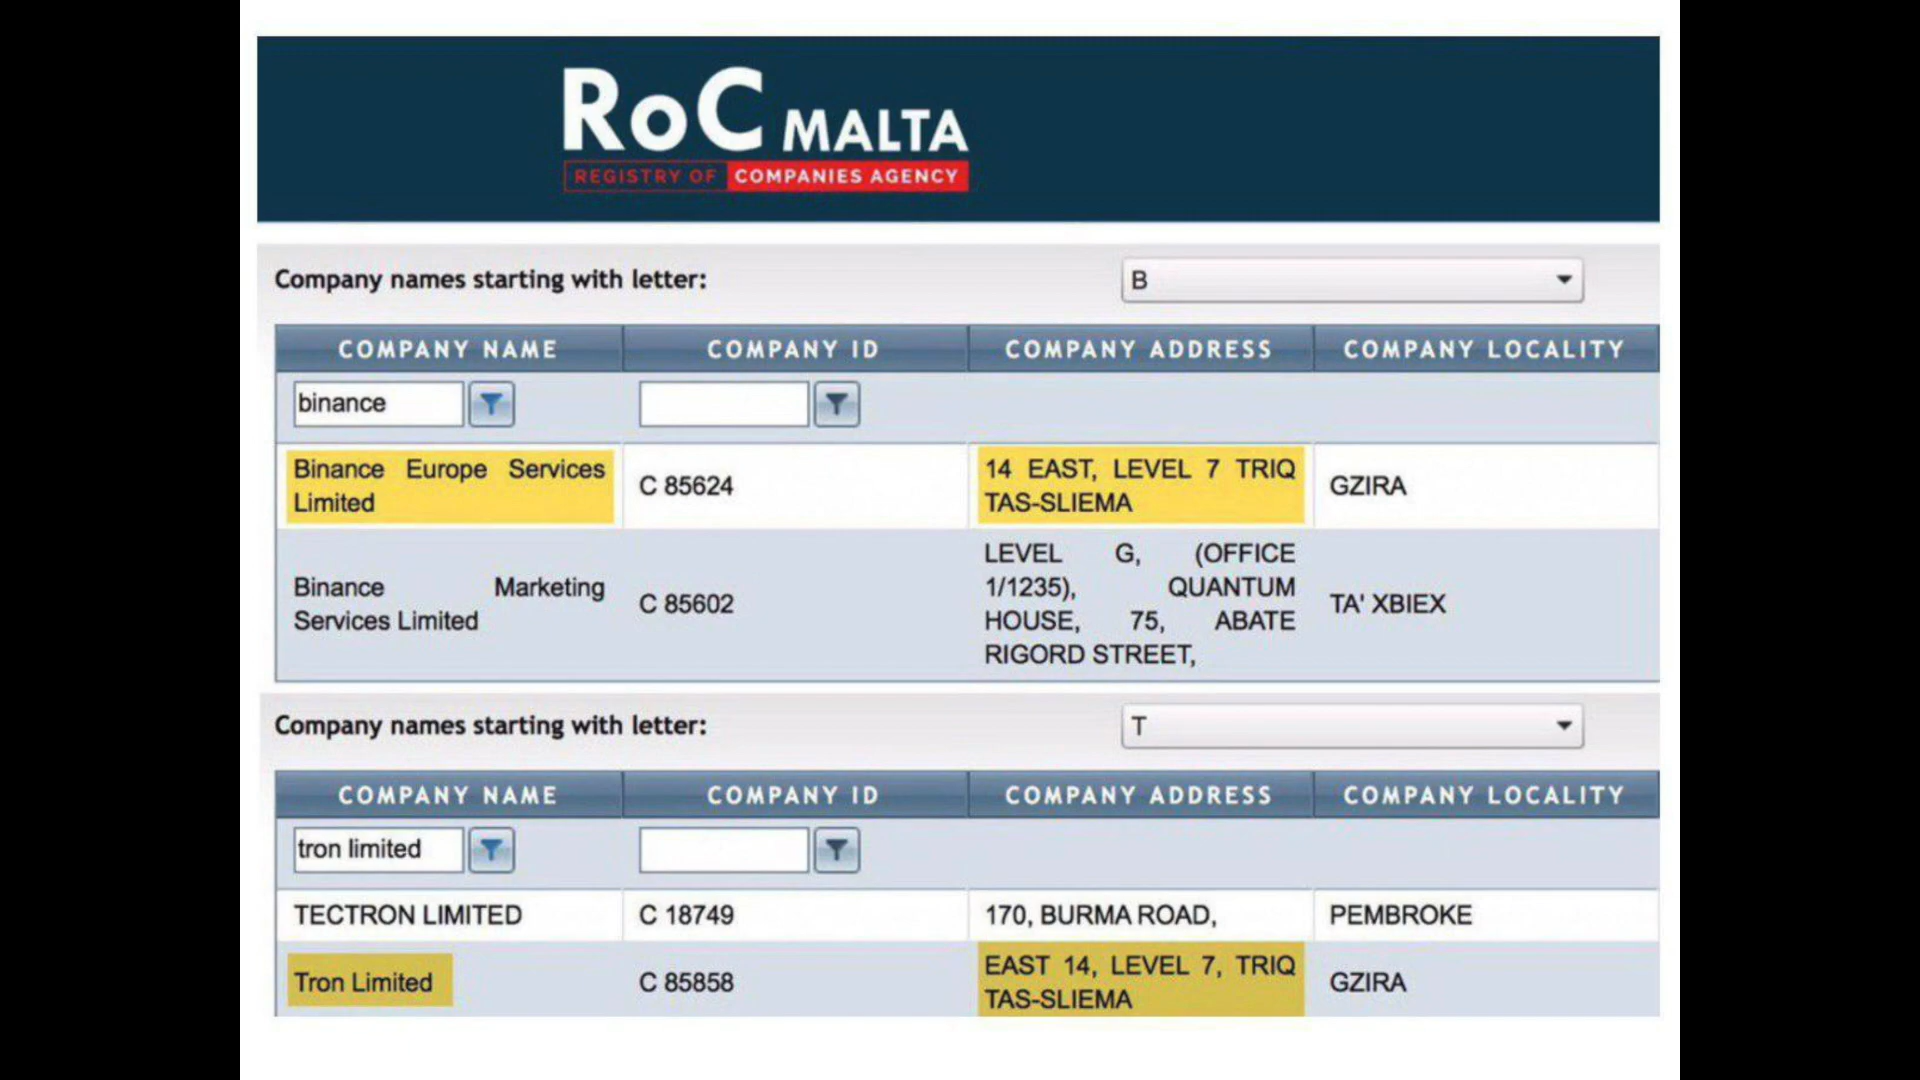 RoC MALTA
REGISTRY OF COMPANIES AGENCY
Company names starting with letter: B
COMPANY NAME COMPANY ID COMPANY ADDRESS COMPANY LOCALITY
binance
Binance Europe Services
Limited
C 85624
14 EAST, LEVEL 7 TRIQ
TAS-SLIEMA
GZIRA
Binance Marketing
Services Limited
C 85602
LEVEL G, (OFFICE
1/1235), QUANTUM
HOUSE, 75, ABATE
RIGORD STREET,
TA' XBIEX
Company names starting with letter: T
COMPANY NAME COMPANY ID COMPANY ADDRESS COMPANY LOCALITY
tron limited
TECTRON LIMITED C 18749 170, BURMA ROAD, PEMBROKE
Tron Limited
C 85858
EAST 14, LEVEL 7, TRIQ
TAS-SLIEMA
GZIRA